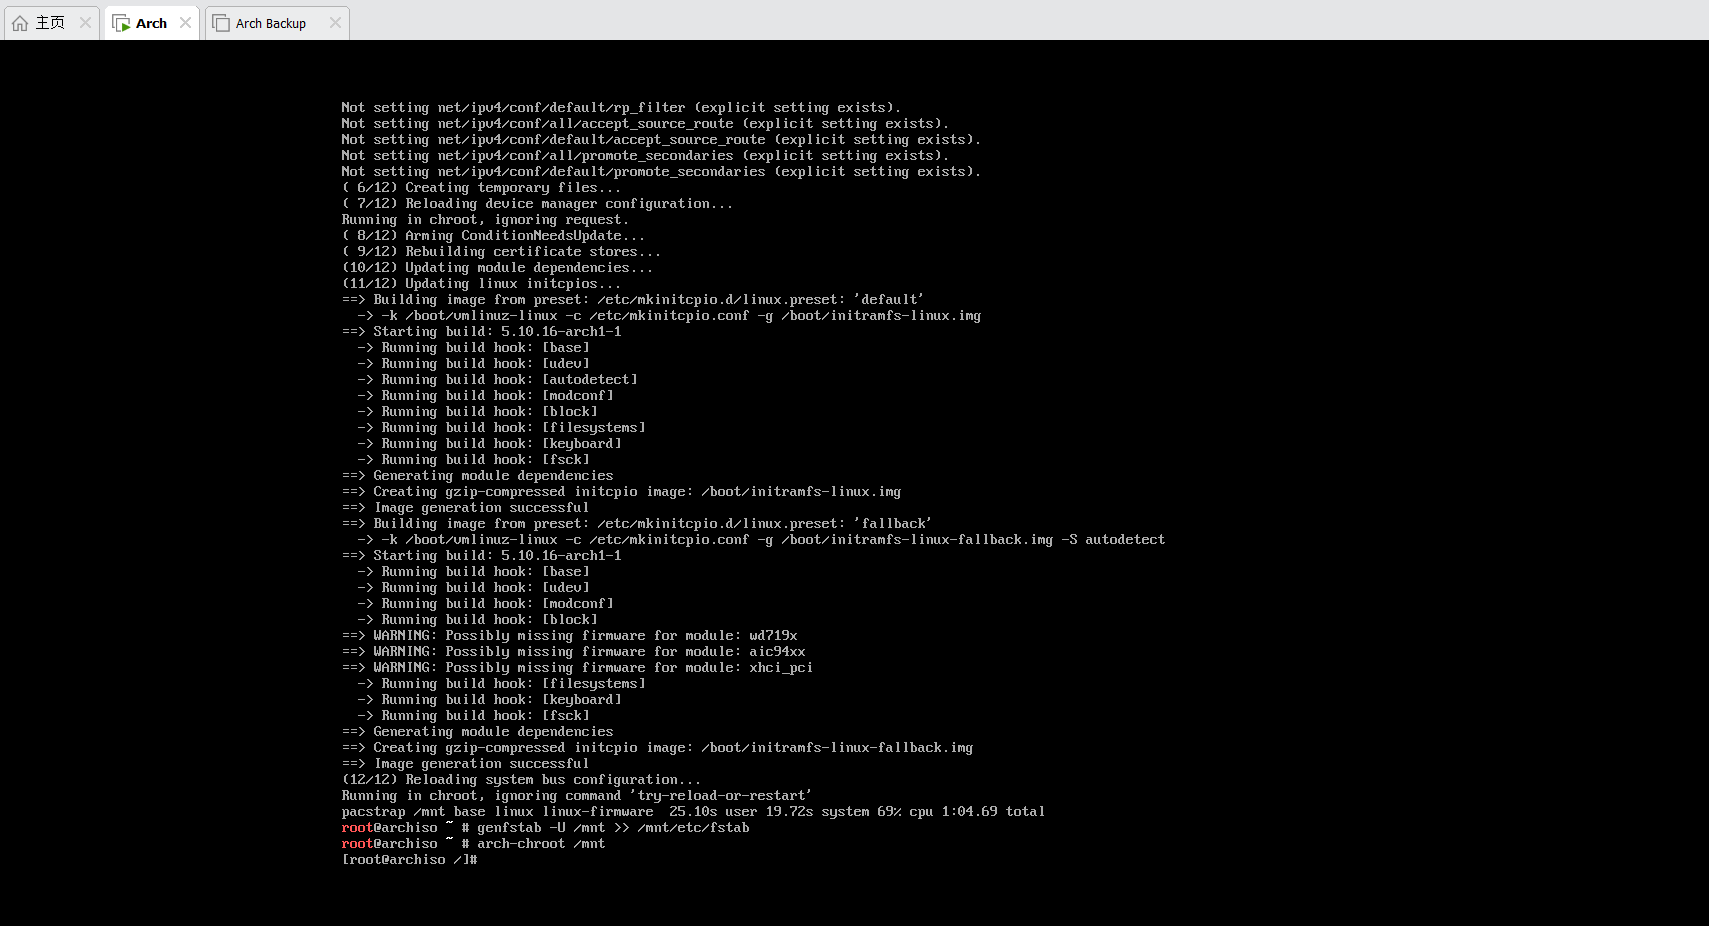 主页 Arch Arch Backup
Not setting net/ipv4/conf/default/rp_filter (explicit setting exists).
Not setting net/ipv4/conf/all/accept_source_route (explicit setting exists).
Not setting net/ipv4/conf/default/accept_source_route (explicit setting exists).
Not setting net/ipv4/conf/all/promote_secondaries (explicit setting exists).
Not setting net/ipv4/conf/default/promote_secondaries (explicit setting exists).
( 6/12) Creating temporary files...
( 7/12) Reloading device manager configuration...
Running in chroot, ignoring request.
( 8/12) Arming ConditionNeedsUpdate...
( 9/12) Rebuilding certificate stores...
(10/12) Updating module dependencies...
(11/12) Updating linux initcpios...
==> Building image from preset: /etc/mkinitcpio.d/linux.preset: 'default'
  -> -k /boot/vmlinuz-linux -c /etc/mkinitcpio.conf -g /boot/initramfs-linux.img
==> Starting build: 5.10.16-arch1-1
  -> Running build hook: [base]
  -> Running build hook: [udev]
  -> Running build hook: [autodetect]
  -> Running build hook: [modconf]
  -> Running build hook: [block]
  -> Running build hook: [filesystems]
  -> Running build hook: [keyboard]
  -> Running build hook: [fsck]
==> Generating module dependencies
==> Creating gzip-compressed initcpio image: /boot/initramfs-linux.img
==> Image generation successful
==> Building image from preset: /etc/mkinitcpio.d/linux.preset: 'fallback'
  -> -k /boot/vmlinuz-linux -c /etc/mkinitcpio.conf -g /boot/initramfs-linux-fallback.img -S autodetect
==> Starting build: 5.10.16-arch1-1
  -> Running build hook: [base]
  -> Running build hook: [udev]
  -> Running build hook: [modconf]
  -> Running build hook: [block]
==> WARNING: Possibly missing firmware for module: wd719x
==> WARNING: Possibly missing firmware for module: aic94xx
==> WARNING: Possibly missing firmware for module: xhci_pci
  -> Running build hook: [filesystems]
  -> Running build hook: [keyboard]
  -> Running build hook: [fsck]
==> Generating module dependencies
==> Creating gzip-compressed initcpio image: /boot/initramfs-linux-fallback.img
==> Image generation successful
(12/12) Reloading system bus configuration...
Running in chroot, ignoring command 'try-reload-or-restart'
pacstrap /mnt base linux linux-firmware  25.10s user 19.72s system 69% cpu 1:04.69 total
root@archiso ~ # genfstab -U /mnt >> /mnt/etc/fstab
root@archiso ~ # arch-chroot /mnt
[root@archiso /]#